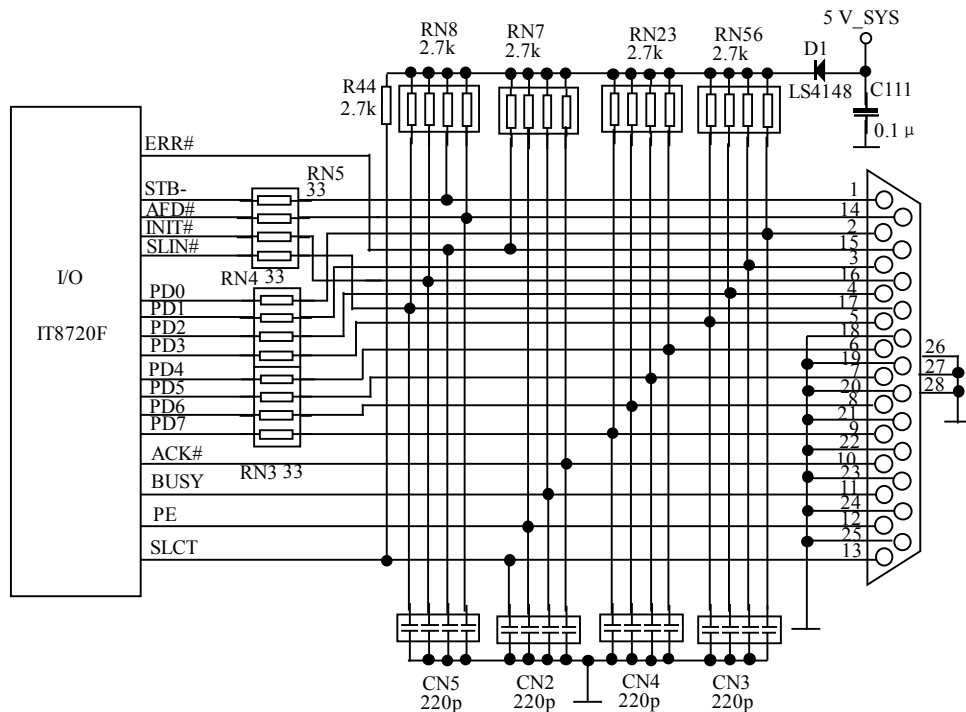 5 V_SYS
RN8
2.7k
RN7
2.7k
RN23
2.7k
RN56
2.7k
D1
LS4148
C111
0.1 μ
R44
2.7k
ERR#
RN5
33
STB-
AFD#
INIT#
SLIN#
RN4 33
I/O
IT8720F
PD0
PD1
PD2
PD3
PD4
PD5
PD6
PD7
RN3 33
ACK#
BUSY
PE
SLCT
1
14
2
15
3
16
4
17
5
18
6
19
7
20
8
21
9
22
10
23
11
24
12
25
13
26
27
28
CN5
220p
CN2
220p
CN4
220p
CN3
220p